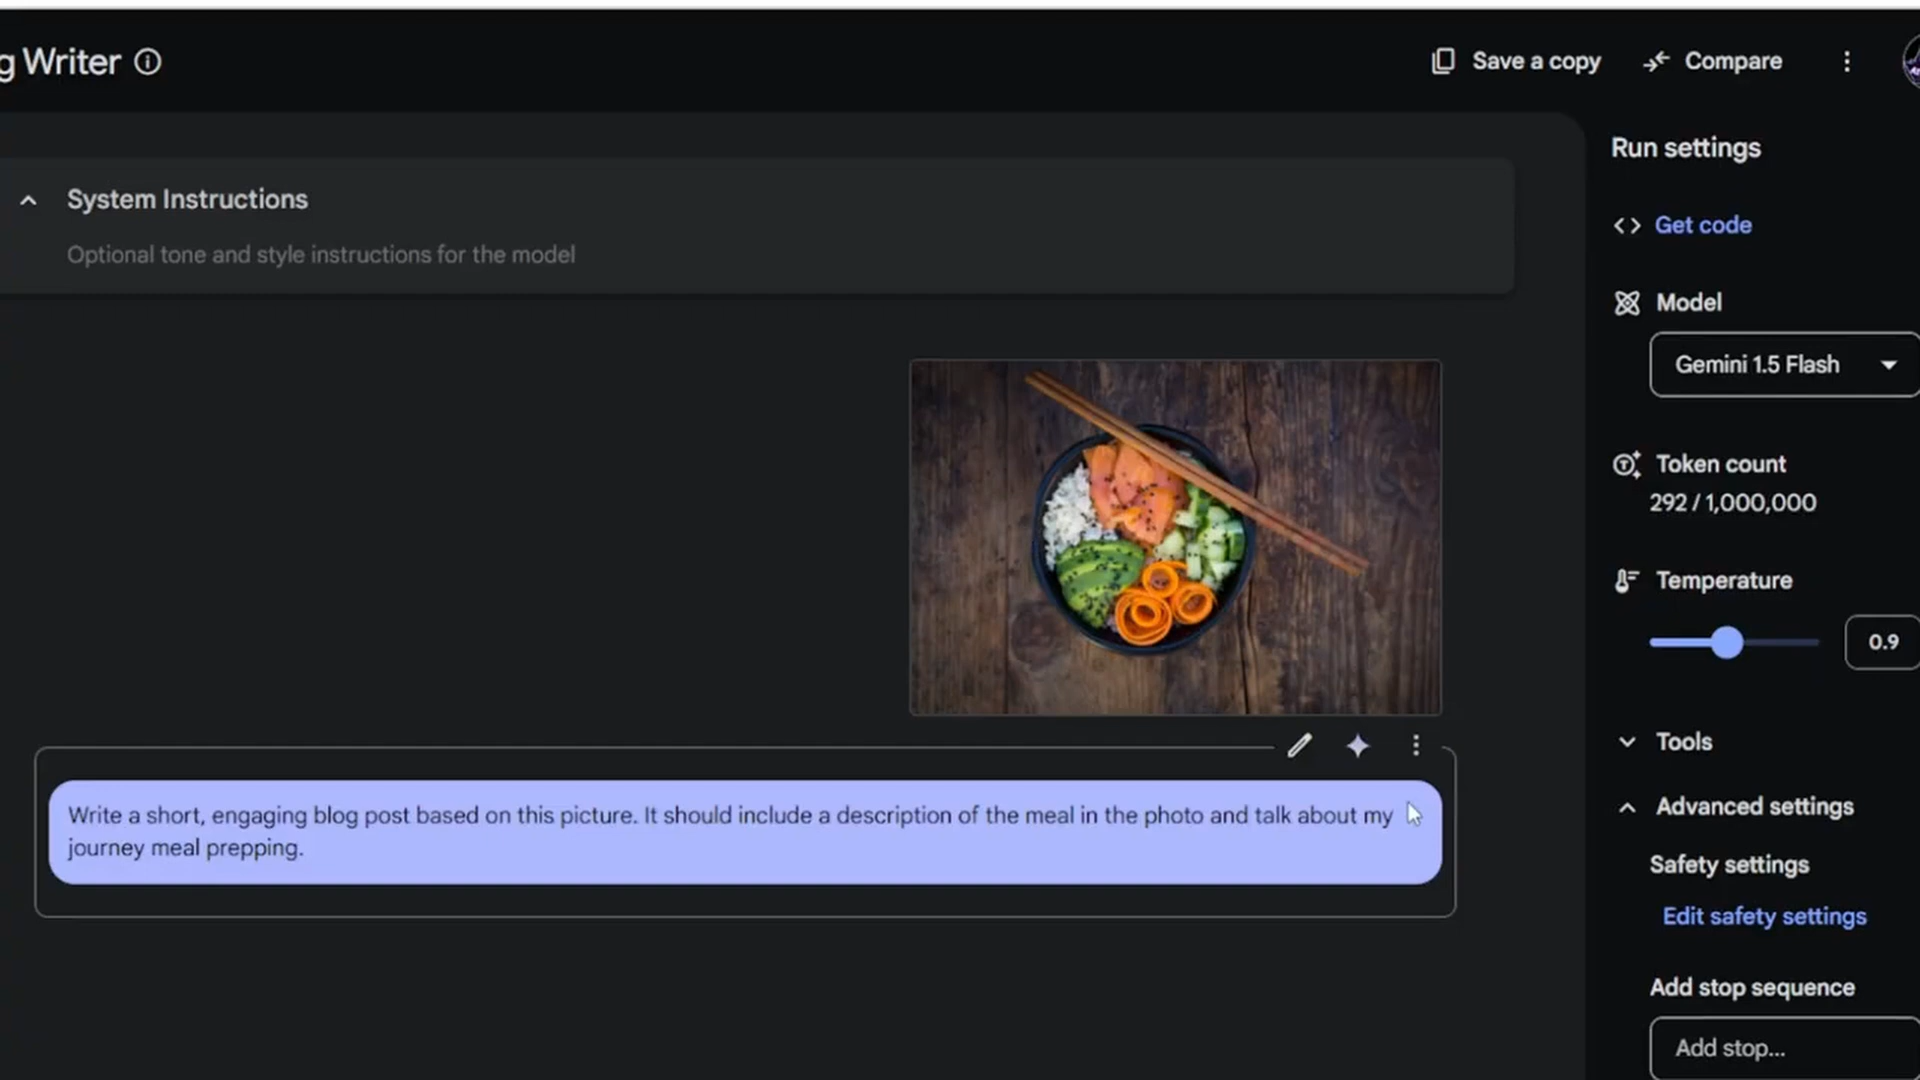 g Writer
Save a copy
Compare
System Instructions
Optional tone and style instructions for the model
Write a short, engaging blog post based on this picture. It should include a description of the meal in the photo and talk about my
journey meal prepping.
Run settings
Get code
Model
Gemini 1.5 Flash
Token count
292 / 1,000,000
Temperature
0.9
Tools
Advanced settings
Safety settings
Edit safety settings
Add stop sequence
Add stop...